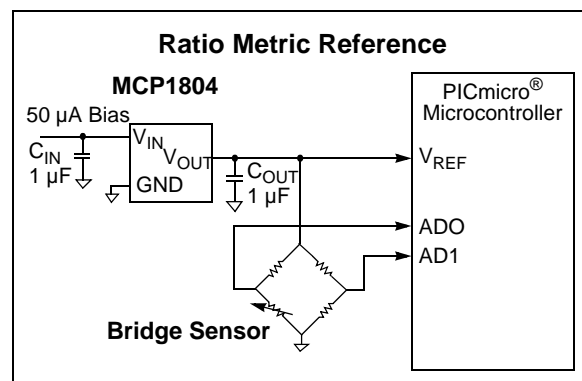 Ratio Metric Reference
MCP1804
PICmicro®
Microcontroller
50 µA Bias
VIN
VOUT
CIN
1 µF
GND
COUT
1 µF
VREF
ADO
AD1
Bridge Sensor